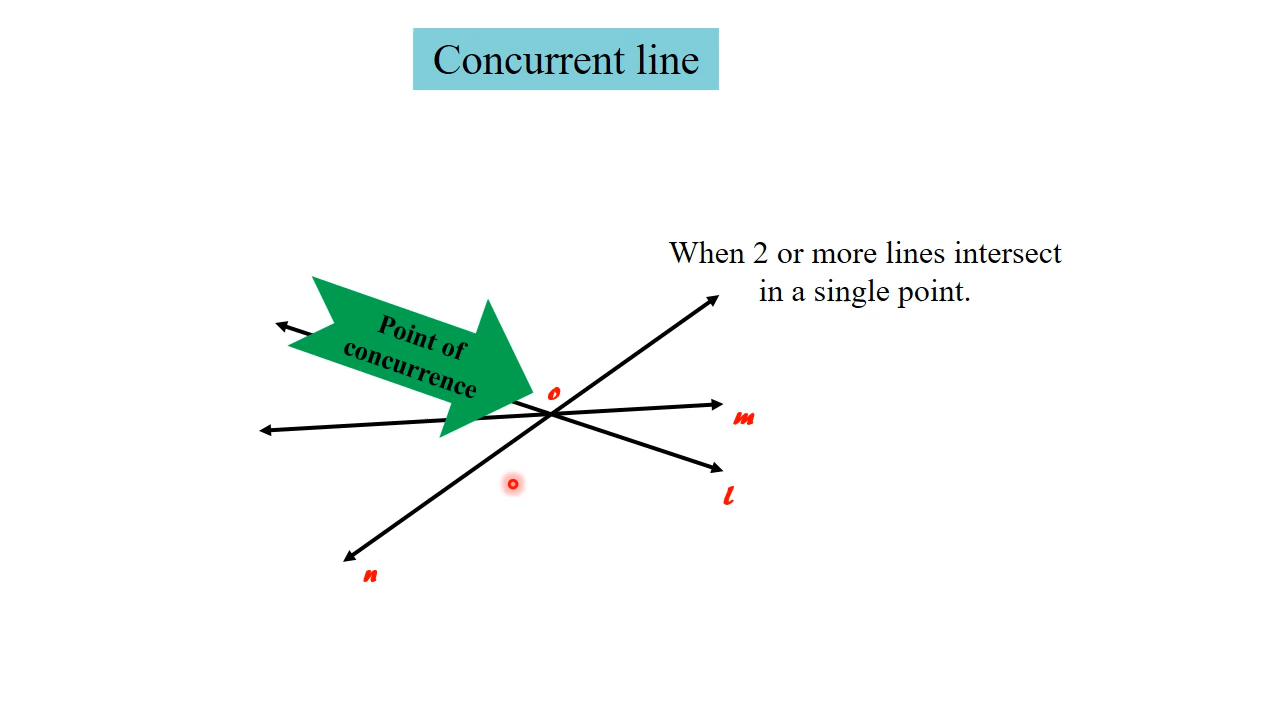 Concurrent line
When 2 or more lines intersect
in a single point.
Point of
concurrence
o
m
l
n